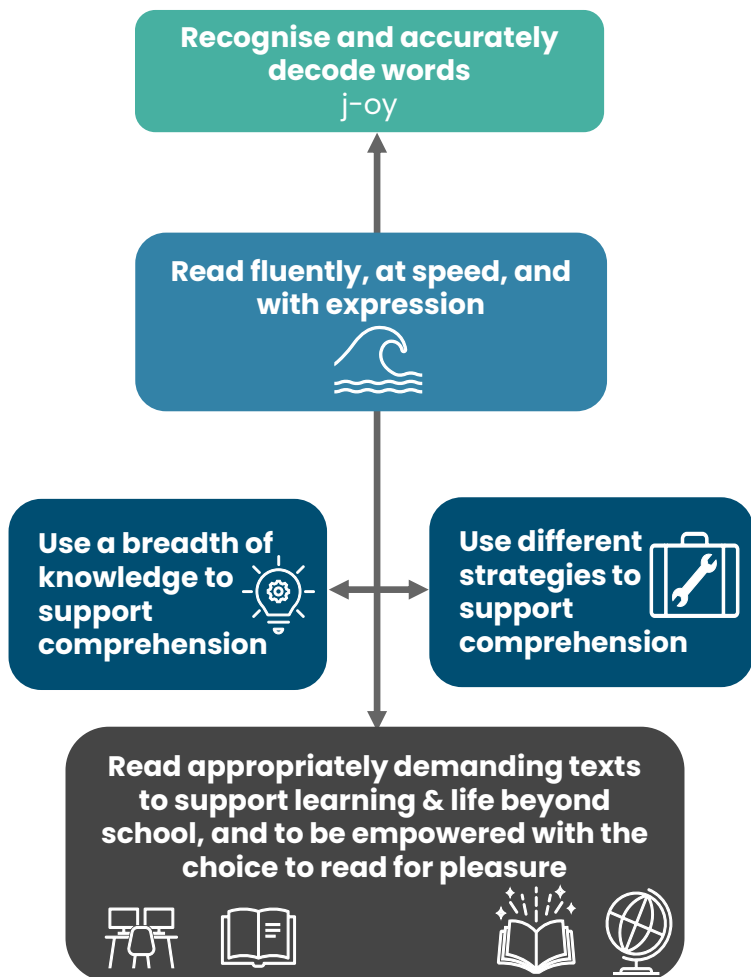 Recognise and accurately
decode words
j-oy
Read fluently, at speed, and
with expression
Use a breadth of
knowledge to
support
comprehension
Use different
strategies to
support
comprehension
Read appropriately demanding texts
to support learning & life beyond
school, and to be empowered with the
choice to read for pleasure